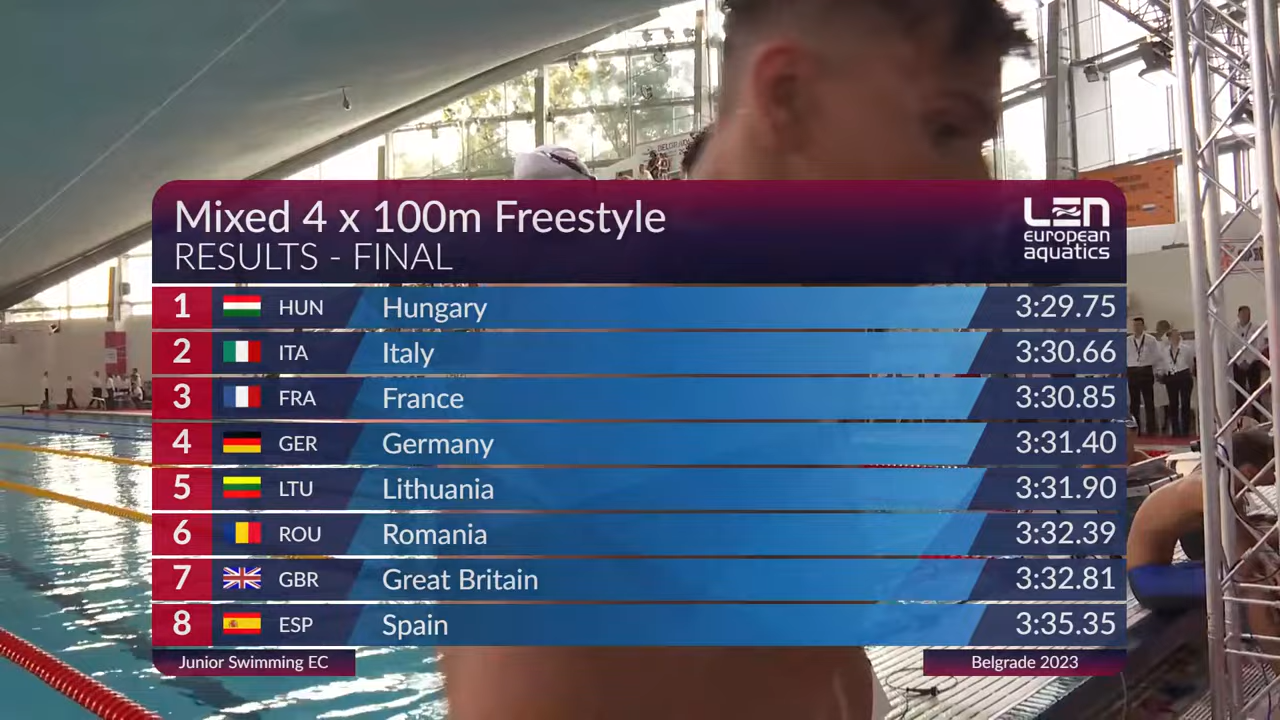 Mixed 4 x 100m Freestyle
RESULTS - FINAL
LEN
european
aquatics
1 HUN Hungary 3:29.75
2 ITA Italy 3:30.66
3 FRA France 3:30.85
4 GER Germany 3:31.40
5 LTU Lithuania 3:31.90
6 ROU Romania 3:32.39
7 GBR Great Britain 3:32.81
8 ESP Spain 3:35.35
Junior Swimming EC
Belgrade 2023